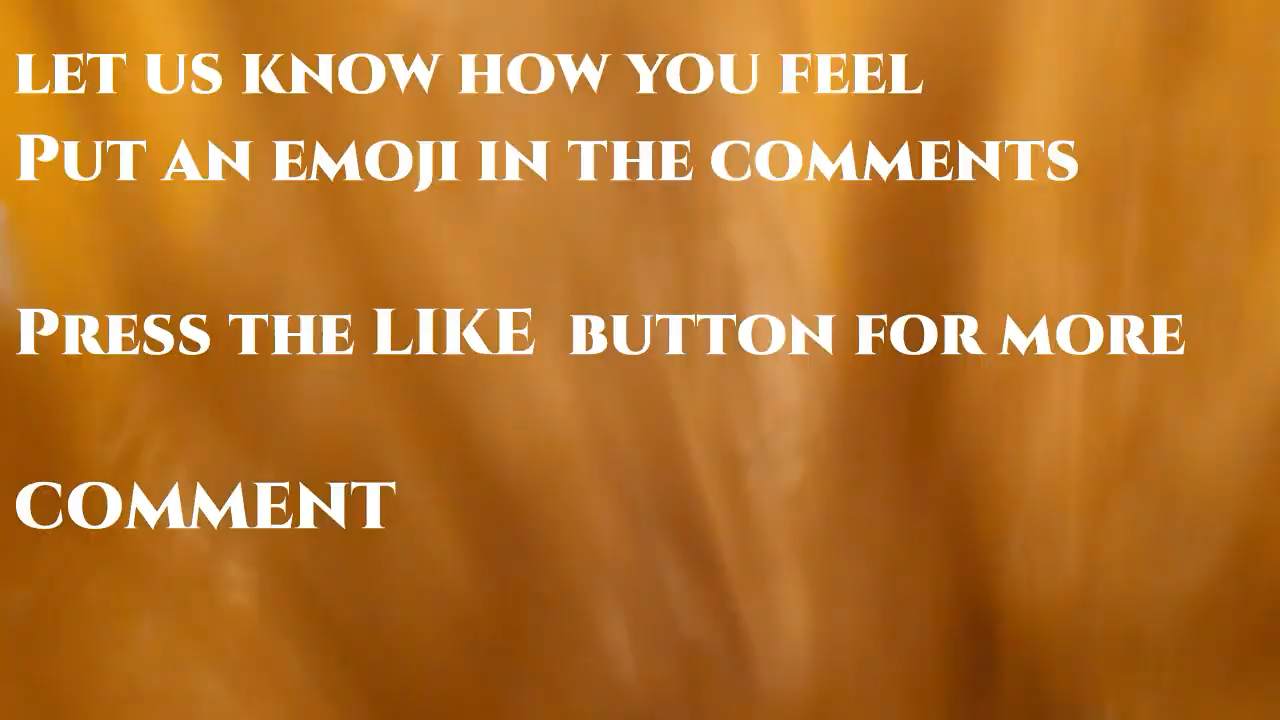 LET US KNOW HOW YOU FEEL
PUT AN EMOJI IN THE COMMENTS
PRESS THE LIKE BUTTON FOR MORE
COMMENT